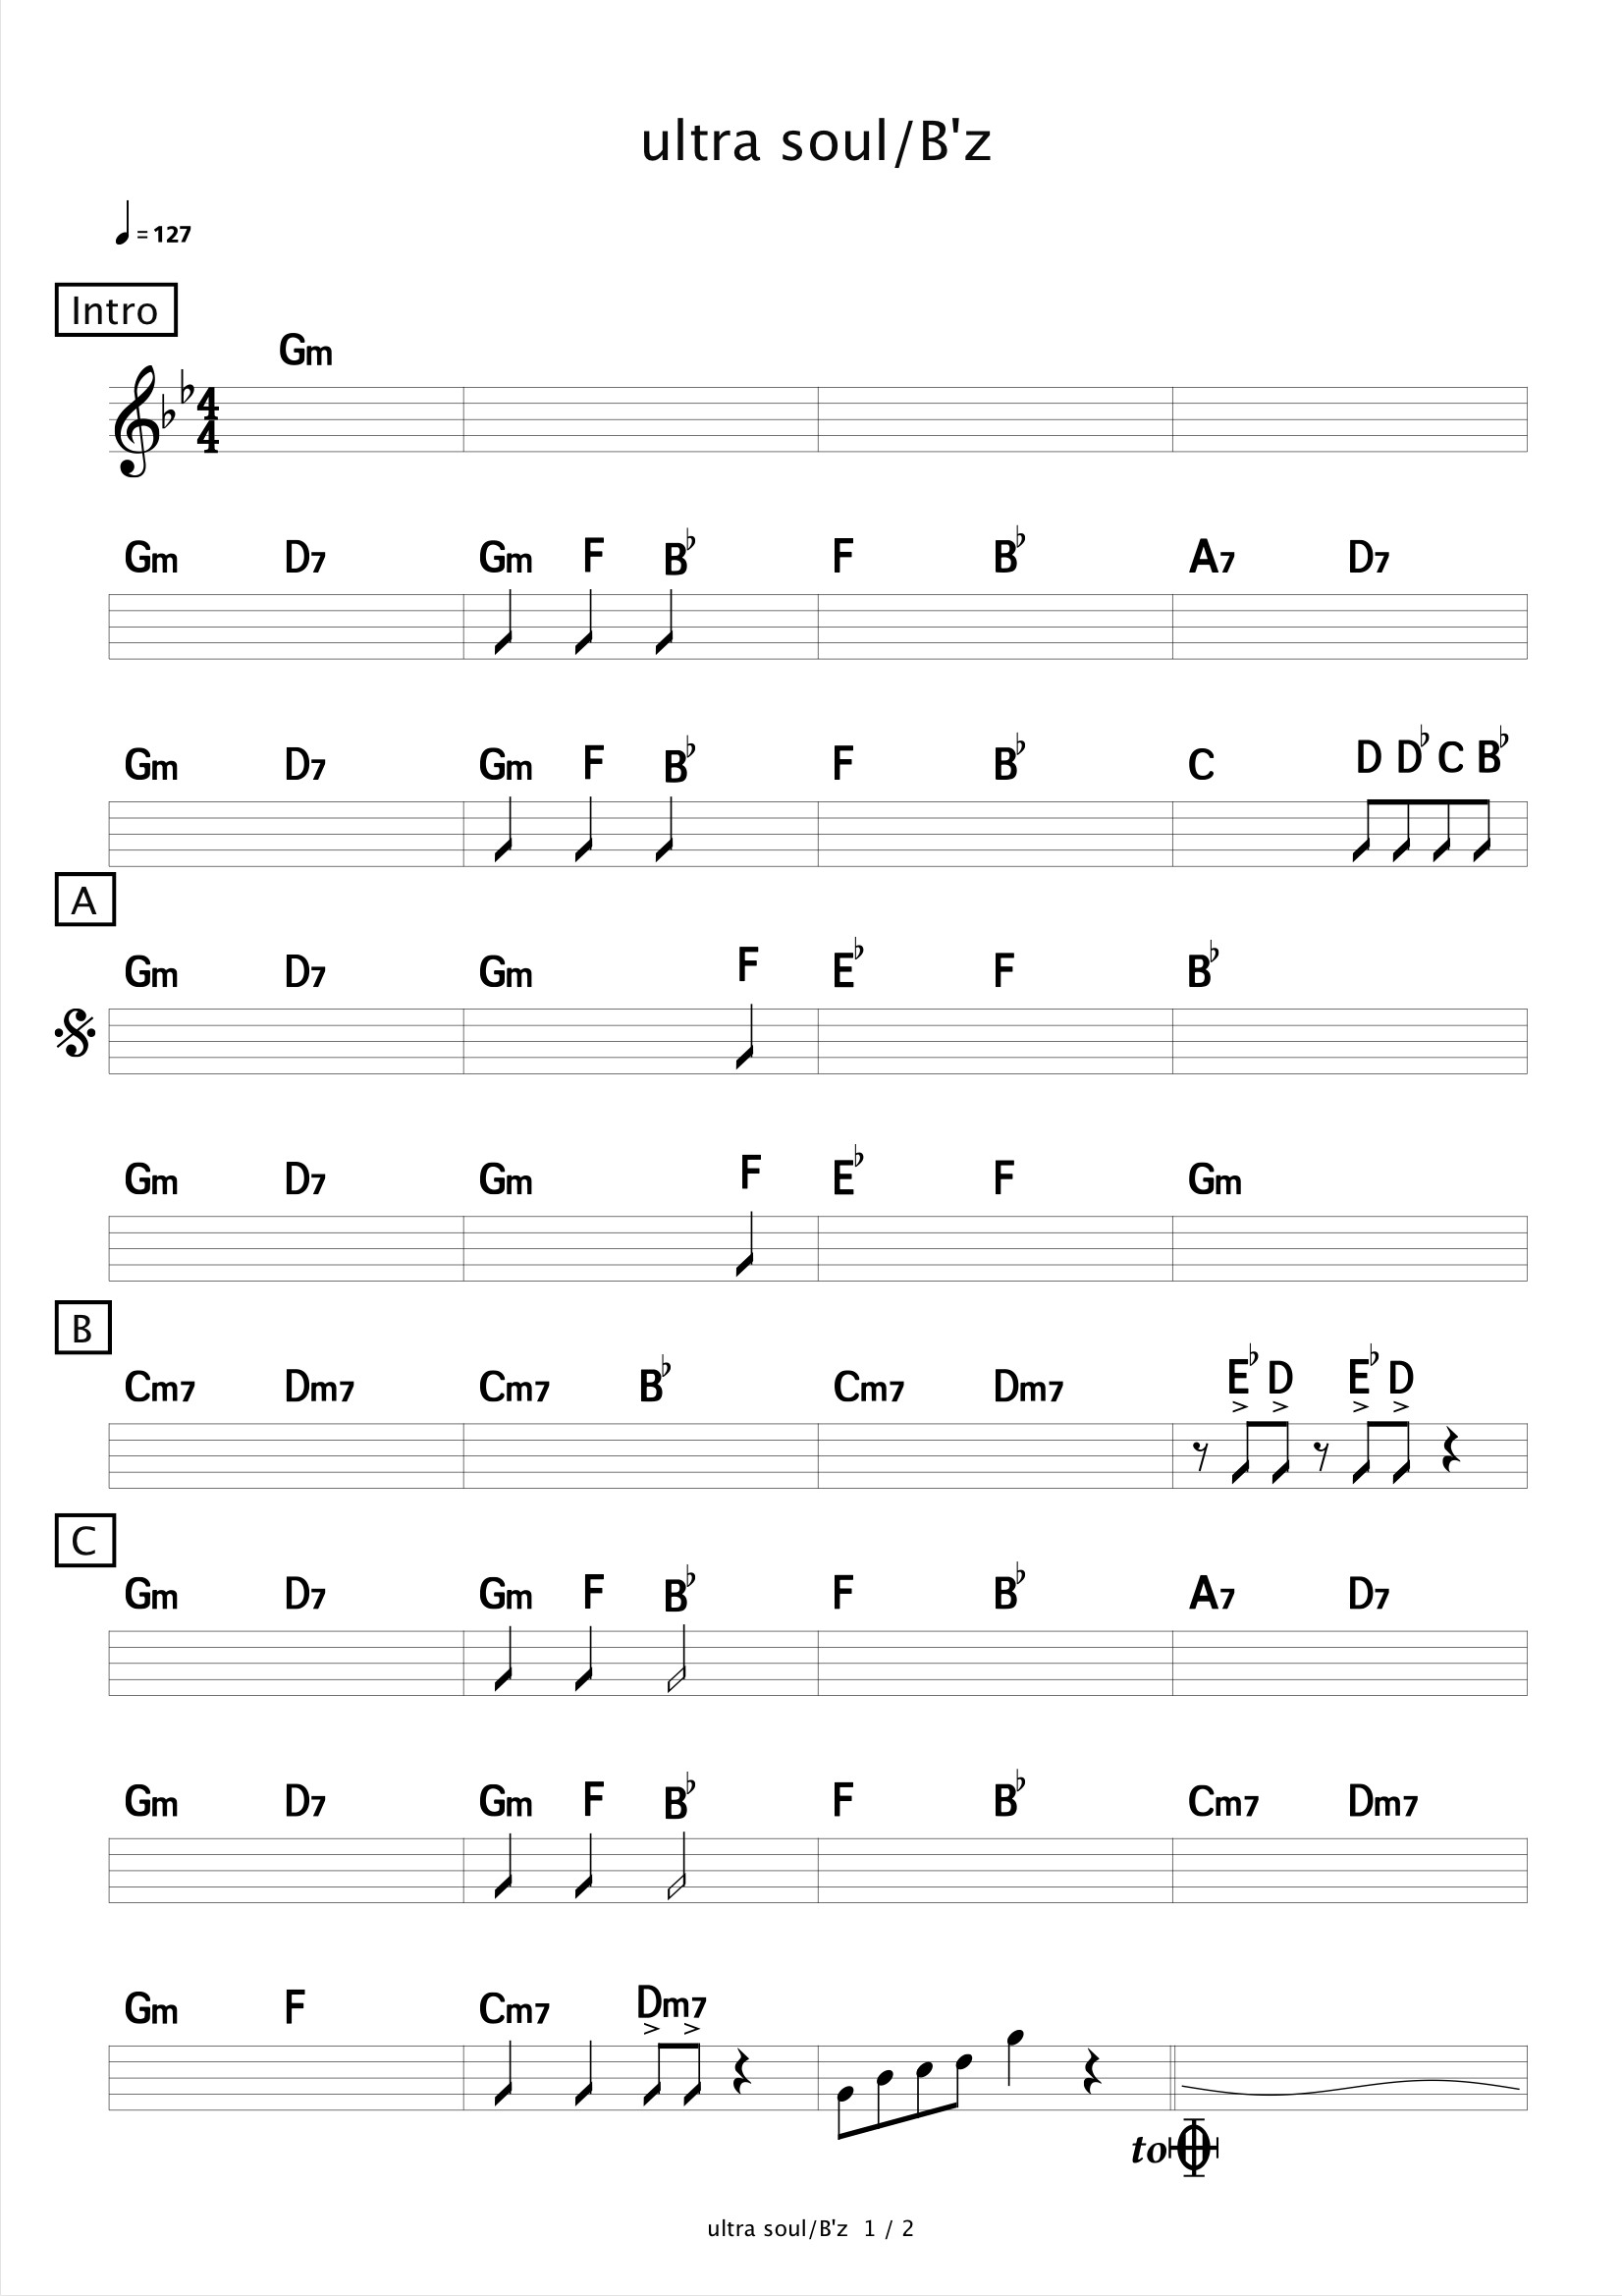 ultra soul/B'z
= 127
Intro
Gm
4
4
Gm D7 Gm F B♭ F B♭ A7 D7
Gm D7 Gm F B♭ F B♭ C D D♭ C B♭
A
Gm D7 Gm F E♭ F B♭
Gm D7 Gm F E♭ F Gm
B
Cm7 Dm7 Cm7 B♭ Cm7 Dm7 E♭ D E♭ D
C
Gm D7 Gm F B♭ F B♭ A7 D7
Gm D7 Gm F B♭ F B♭ Cm7 Dm7
Gm F Cm7 Dm7
to
ultra soul/B'z 1 / 2